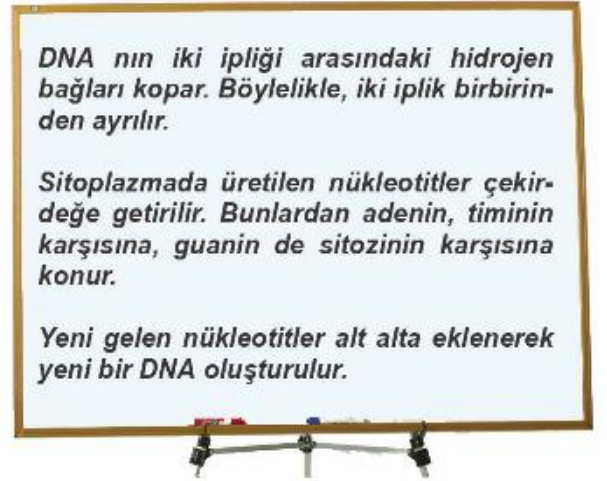 DNA nın iki ipliği arasındaki hidrojen
bağları kopar. Böylelikle, iki iplik birbirin-
den ayrılır.
Sitoplazmada üretilen nükleotitler çekir-
değe getirilir. Bunlardan adenin, timinin
karşısına, guanin de sitozinin karşısına
konur.
Yeni gelen nükleotitler alt alta eklenerek
yeni bir DNA oluşturulur.